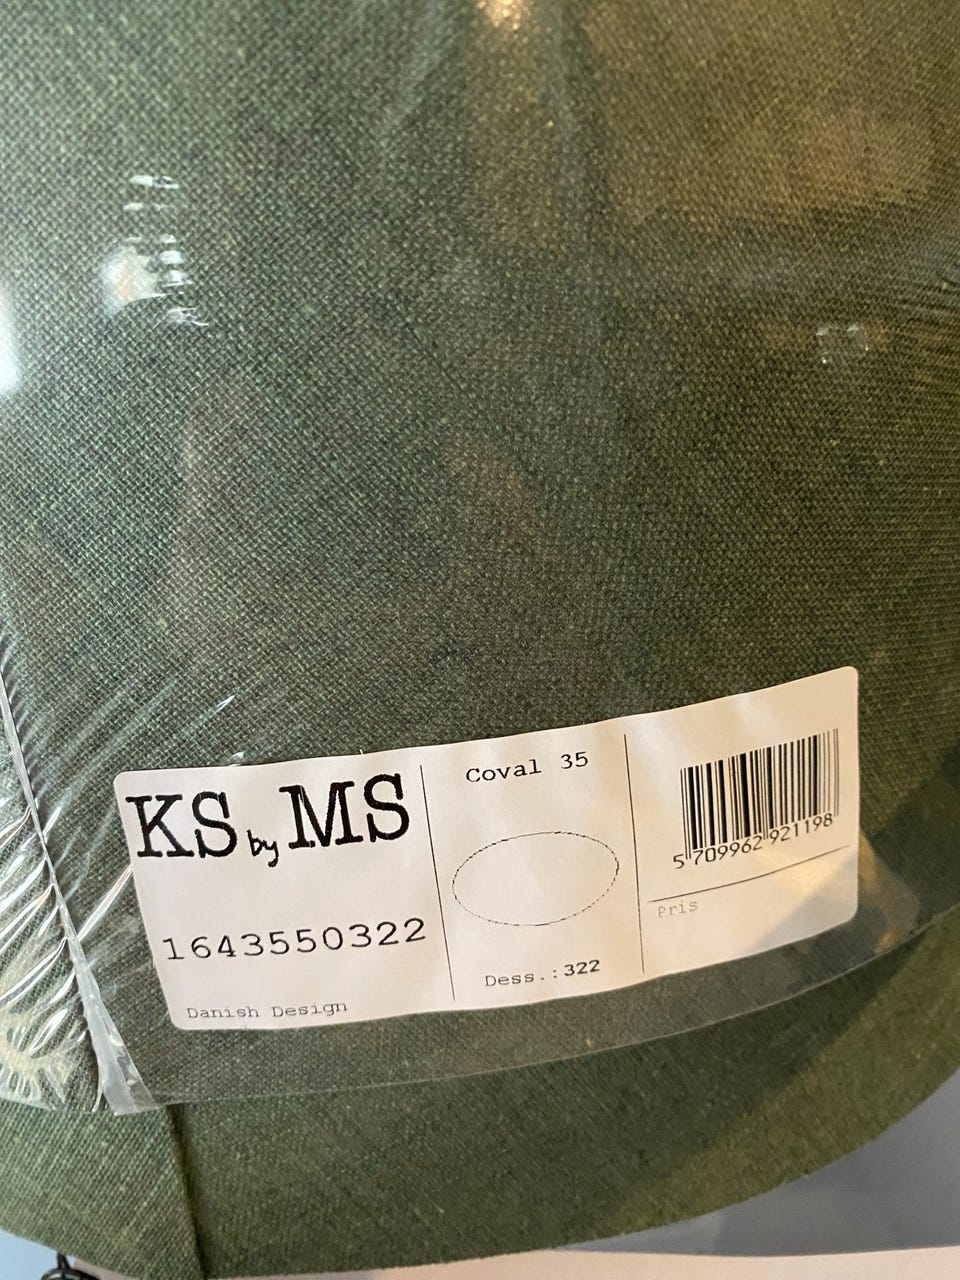 KS by MS
1643550322
Danish Design
Coval 35
Dess.: 322
5 709962 921198
Pris